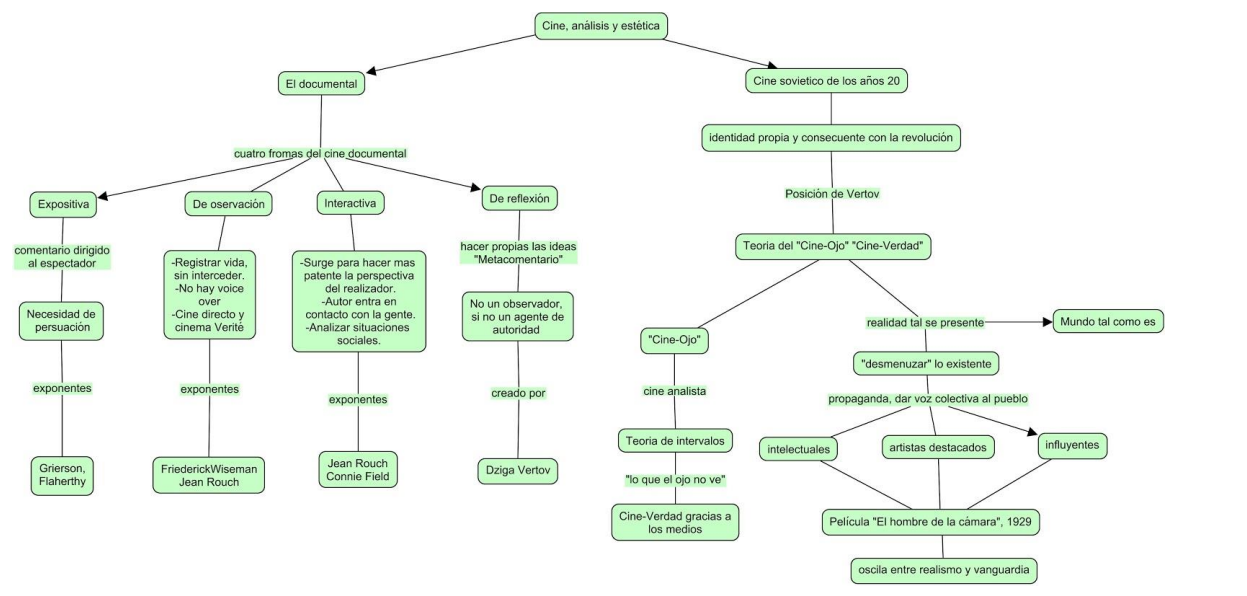 Cine, análisis y estética
El documental
Cine sovietico de los años 20
cuatro fromas del cine documental
identidad propia y consecuente con la revolución
Expositiva
De oservación
Interactiva
De reflexión
Posición de Vertov
comentario dirigido
al espectador
-Registrar vida,
sin interceder.
-No hay voice
over
-Cine directo y
cinema Verité
-Surge para hacer mas
patente la perspectiva
del realizador.
-Autor entra en
contacto con la gente.
-Analizar situaciones
sociales.
hacer propias las ideas
"Metacomentario"
Teoria del "Cine-Ojo" "Cine-Verdad"
Necesidad de
persuación
No un observador,
si no un agente de
autoridad
"Cine-Ojo"
realidad tal se presente
Mundo tal como es
"desmenuzar" lo existente
exponentes
exponentes
exponentes
creado por
cine analista
propaganda, dar voz colectiva al pueblo
Teoria de intervalos
intelectuales
artistas destacados
influyentes
Grierson,
Flaherthy
FriederickWiseman
Jean Rouch
Jean Rouch
Connie Field
Dziga Vertov
"lo que el ojo no ve"
Cine-Verdad gracias a
los medios
Película "El hombre de la cámara", 1929
oscila entre realismo y vanguardia